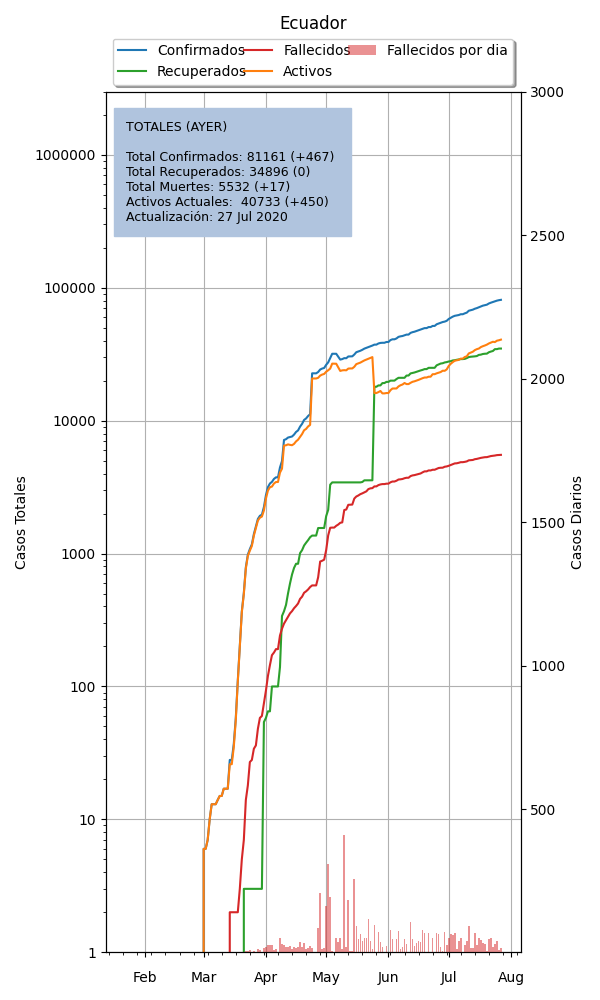 Ecuador
Confirmados Fallecidos Fallecidos por dia
Recuperados Activos
TOTALES (AYER)
Total Confirmados: 81161 (+467)
Total Recuperados: 34896 (0)
Total Muertes: 5532 (+17)
Activos Actuales:  40733 (+450)
Actualización: 27 Jul 2020
Casos Totales
1000000
100000
10000
1000
100
10
1
3000
2500
2000
1500
1000
500
Casos Diarios
Feb Mar Apr May Jun Jul Aug